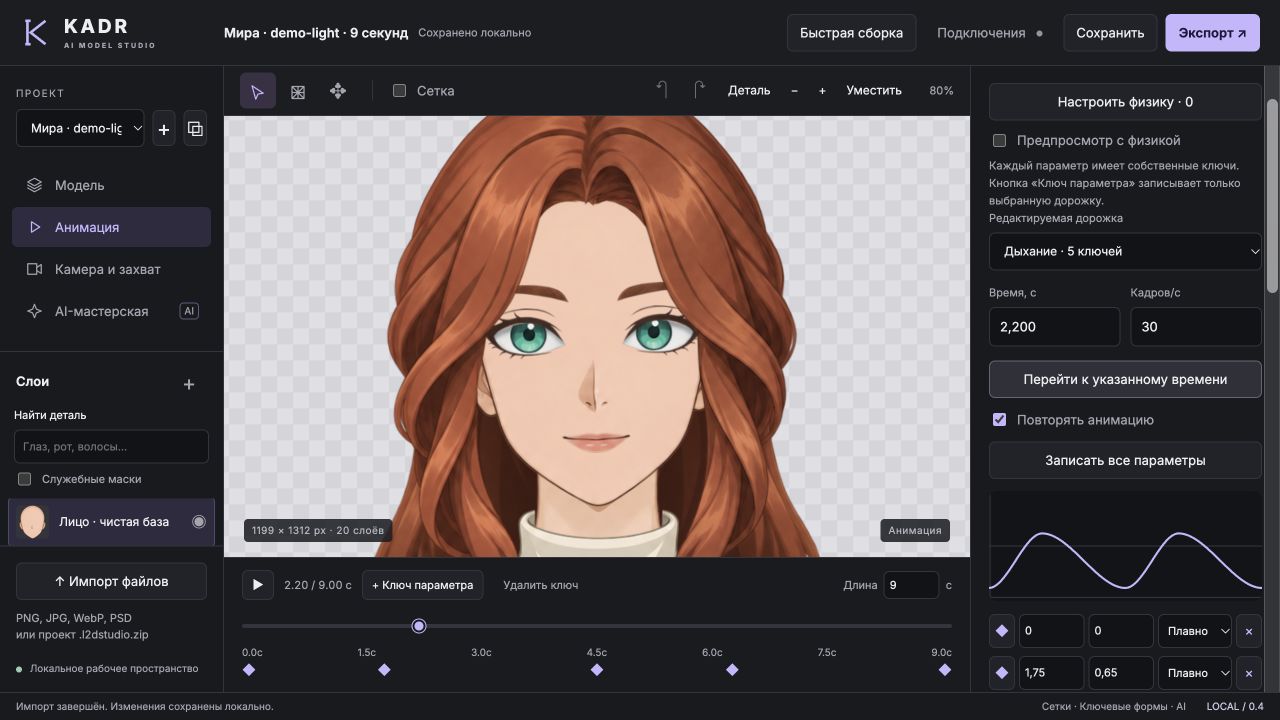 KADR
AI MODEL STUDIO
Мира · demo-light · 9 секунд
Сохранено локально
Быстрая сборка
Подключения
Сохранить
Экспорт ↗
ПРОЕКТ
Мира · demo-lig
+
Модель
Анимация
Камера и захват
AI-мастерская
AI
Слои
+
Найти деталь
Глаз, рот, волосы...
Служебные маски
Лицо · чистая база
↑ Импорт файлов
PNG, JPG, WebP, PSD
или проект .l2dstudio.zip
Локальное рабочее пространство
Сетка
Деталь
−
+
Уместить
80%
1199 × 1312 px · 20 слоёв
Анимация
2.20 / 9.00 с
+ Ключ параметра
Удалить ключ
Длина
9
с
0.0с
1.5с
3.0с
4.5с
6.0с
7.5с
9.0с
Настроить физику · 0
Предпросмотр с физикой
Каждый параметр имеет собственные ключи.
Кнопка «Ключ параметра» записывает только
выбранную дорожку.
Редактируемая дорожка
Дыхание · 5 ключей
Время, с
Кадров/с
2,200
30
Перейти к указанному времени
Повторять анимацию
Записать все параметры
0
0
Плавно
×
1,75
0,65
Плавно
×
Импорт завершён. Изменения сохранены локально.
Сетки · Ключевые формы · AI
LOCAL / 0.4